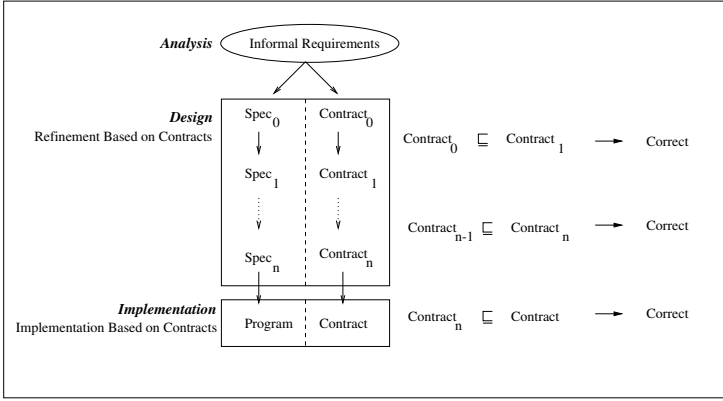 Analysis Informal Requirements
Design
Refinement Based on Contracts
Spec0 Contract0
Contract0 ⊑ Contract1 Correct
Spec1 Contract1
Contractn-1 ⊑ Contractn Correct
Specn Contractn
Implementation
Implementation Based on Contracts
Program Contract
Contractn ⊑ Contract Correct